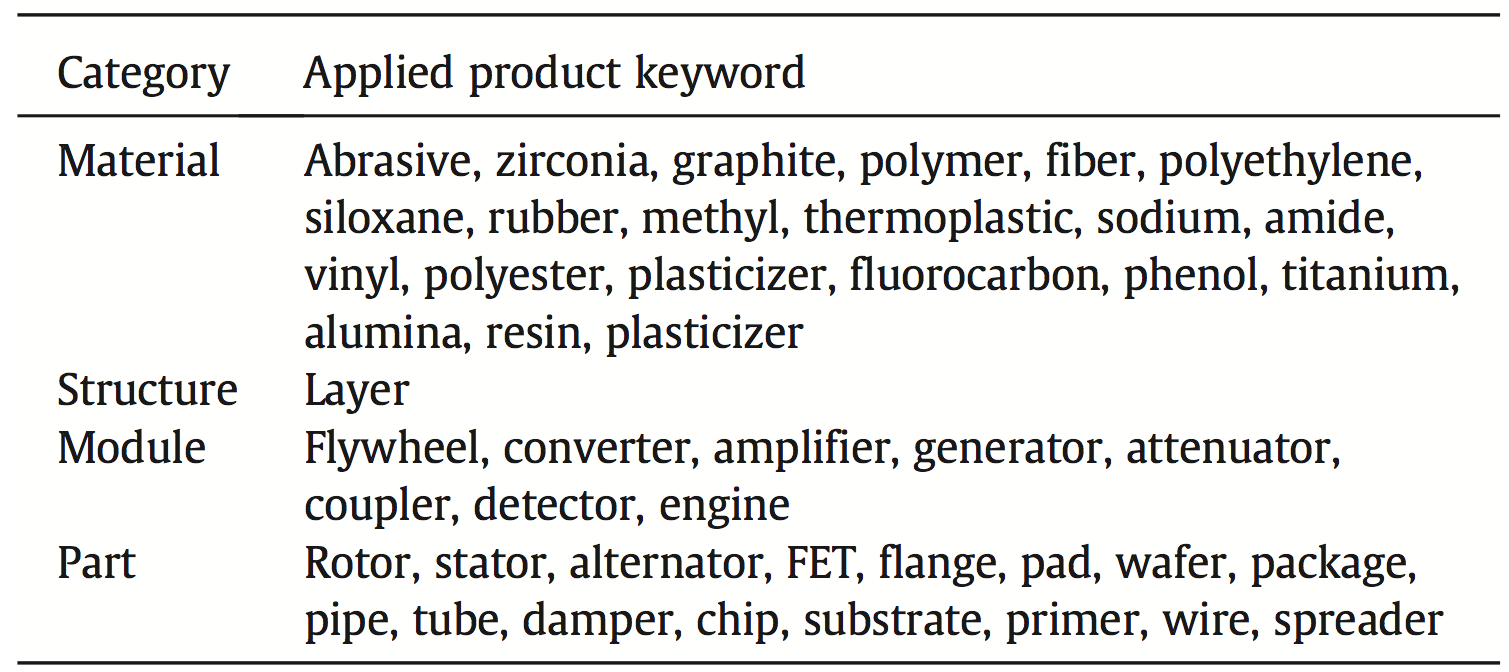 Category Applied product keyword
Material Abrasive, zirconia, graphite, polymer, fiber, polyethylene,
siloxane, rubber, methyl, thermoplastic, sodium, amide,
vinyl, polyester, plasticizer, fluorocarbon, phenol, titanium,
alumina, resin, plasticizer
Structure Layer
Module Flywheel, converter, amplifier, generator, attenuator,
coupler, detector, engine
Part Rotor, stator, alternator, FET, flange, pad, wafer, package,
pipe, tube, damper, chip, substrate, primer, wire, spreader